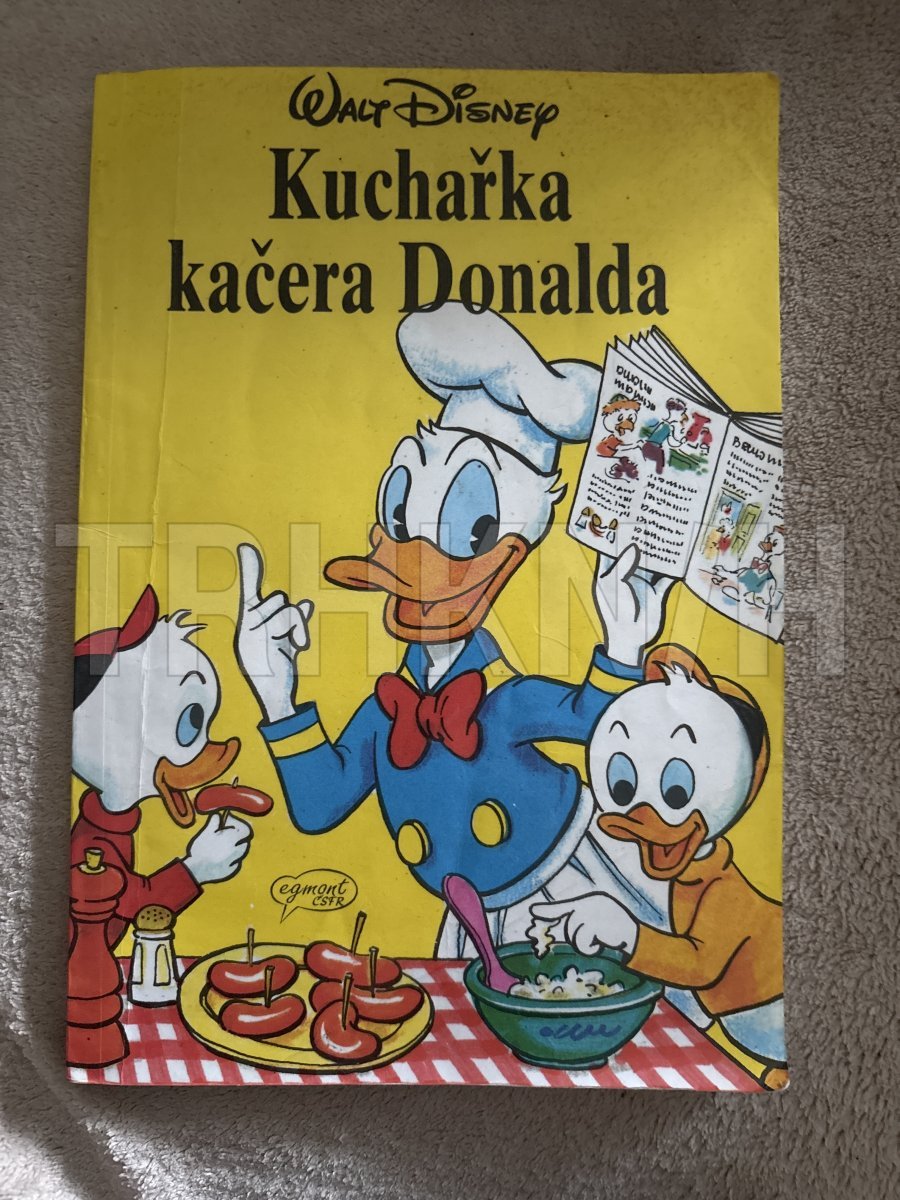 WALT DISNEY
Kuchařka
kačera Donalda
egmont
ČSFR
TRHKNIH